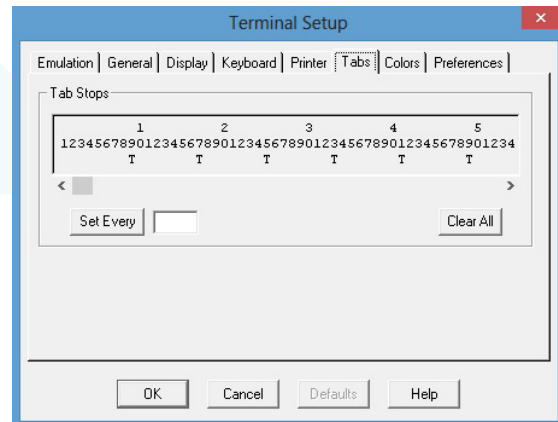 Terminal Setup
Emulation General Display Keyboard Printer Tabs Colors Preferences
Tab Stops
1 2 3 4 5
123456789012345678901234567890123456789012345678901234
T T T T T
Set Every Clear All
OK Cancel Defaults Help